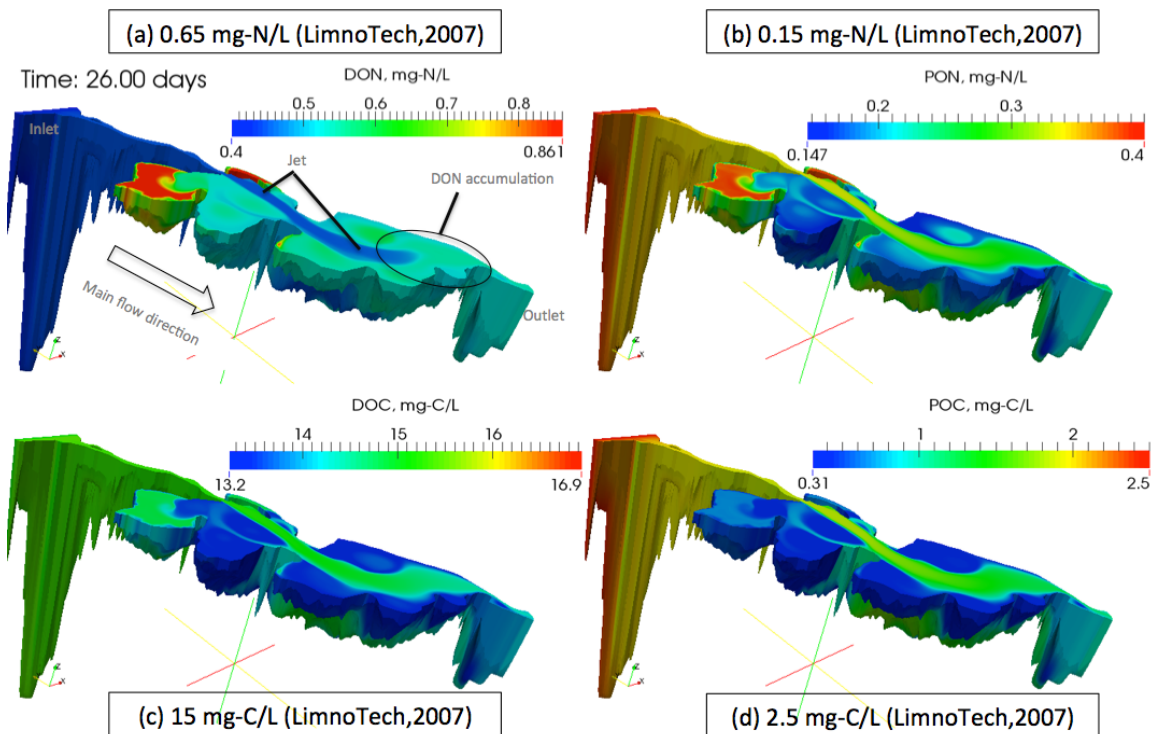 (a) 0.65 mg-N/L (LimnoTech,2007)
(b) 0.15 mg-N/L (LimnoTech,2007)
Time: 26.00 days
DON, mg-N/L
0.5 0.6 0.7 0.8
0.4 0.861
Inlet
Jet
DON accumulation
Main flow direction
Outlet
z
x
PON, mg-N/L
0.2 0.3
0.147 0.4
z
x
DOC, mg-C/L
14 15 16
13.2 16.9
z
x
POC, mg-C/L
1 2
0.31 2.5
z
x
(c) 15 mg-C/L (LimnoTech,2007)
(d) 2.5 mg-C/L (LimnoTech,2007)